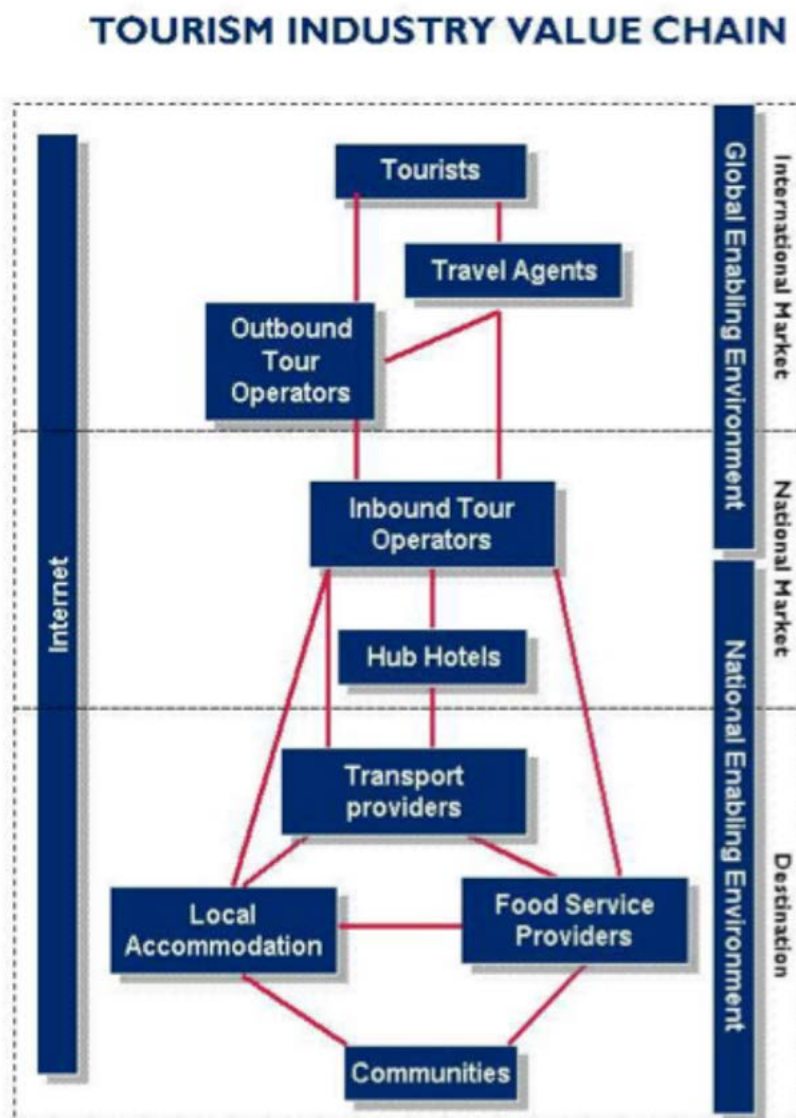 TOURISM INDUSTRY VALUE CHAIN
Tourists
Travel Agents
Outbound
Tour
Operators
Inbound Tour
Operators
Hub Hotels
Transport
providers
Local
Accommodation
Food Service
Providers
Communities
Internet
Global Enabling Environment
National Enabling Environment
International Market
National Market
Destination